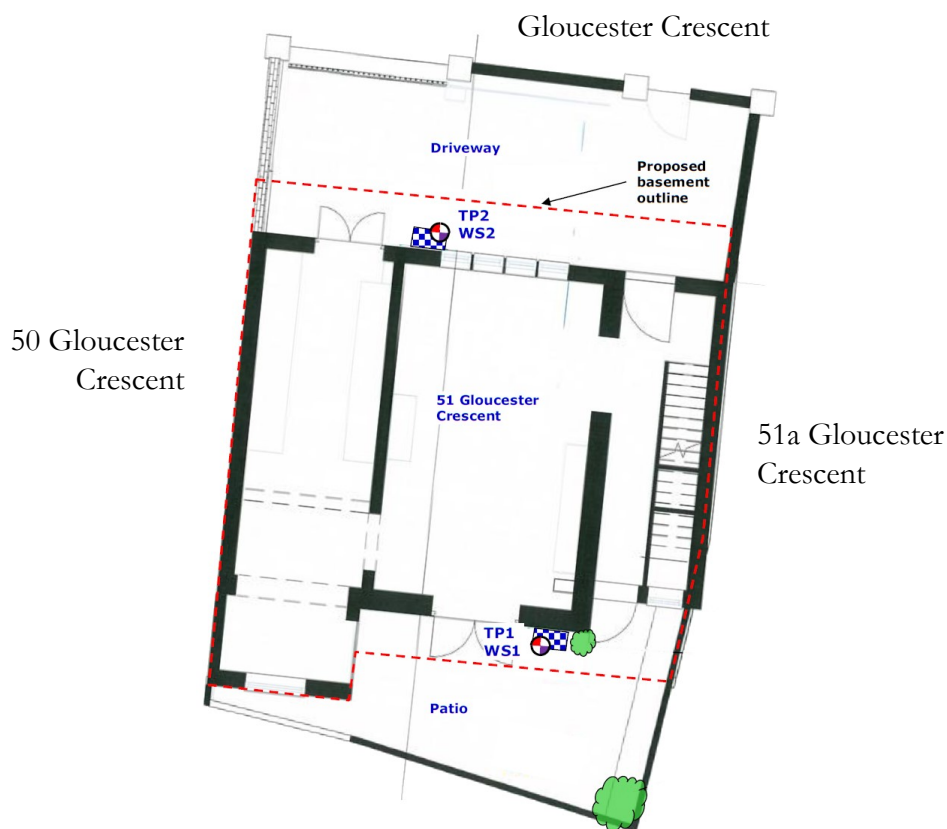 Gloucester Crescent
Driveway
Proposed
basement
outline
TP2
WS2
50 Gloucester
Crescent
51 Gloucester
Crescent
51a Gloucester
Crescent
TP1
WS1
Patio